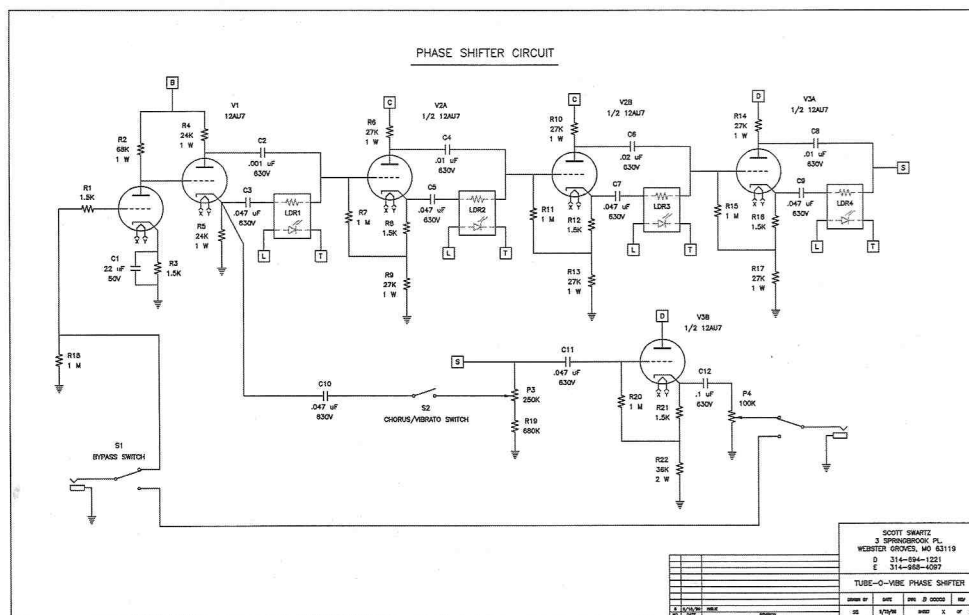 PHASE SHIFTER CIRCUIT
B
V1
12AU7
R2
68K
1 W
R4
24K
1 W
C2
.001 uF
630V
R1
1.5K
C3
.047 uF
630V
LDR1
X Y
X Y
R5
24K
1 W
L
T
C1
22 uF
50V
R3
1.5K
C
V2A
1/2 12AU7
R6
27K
1 W
C4
.01 uF
630V
C5
.047 uF
630V
LDR2
R7
1 M
X Y
R8
1.5K
L
T
R9
27K
1 W
C
V2B
1/2 12AU7
R10
27K
1 W
C6
.02 uF
630V
C7
.047 uF
630V
LDR3
R11
1 M
X Y
R12
1.5K
L
T
R13
27K
1 W
D
V3A
1/2 12AU7
R14
27K
1 W
C8
.01 uF
630V
S
C9
.047 uF
630V
LDR4
R15
1 M
X Y
R16
1.5K
L
T
R17
27K
1 W
R18
1 M
S1
BYPASS SWITCH
C10
.047 uF
630V
S2
CHORUS/VIBRATO SWITCH
S
P3
250K
R19
680K
C11
.047 uF
630V
D
V3B
1/2 12AU7
X Y
R20
1 M
R21
1.5K
C12
.1 uF
630V
P4
100K
R22
36K
2 W
SCOTT SWARTZ
3 SPRINGBROOK PL.
WEBSTER GROVES, MO 63119
D 314-694-1221
E 314-968-4097
TUBE-O-VIBE PHASE SHIFTER
DRAWN BY
DATE
REV
SS